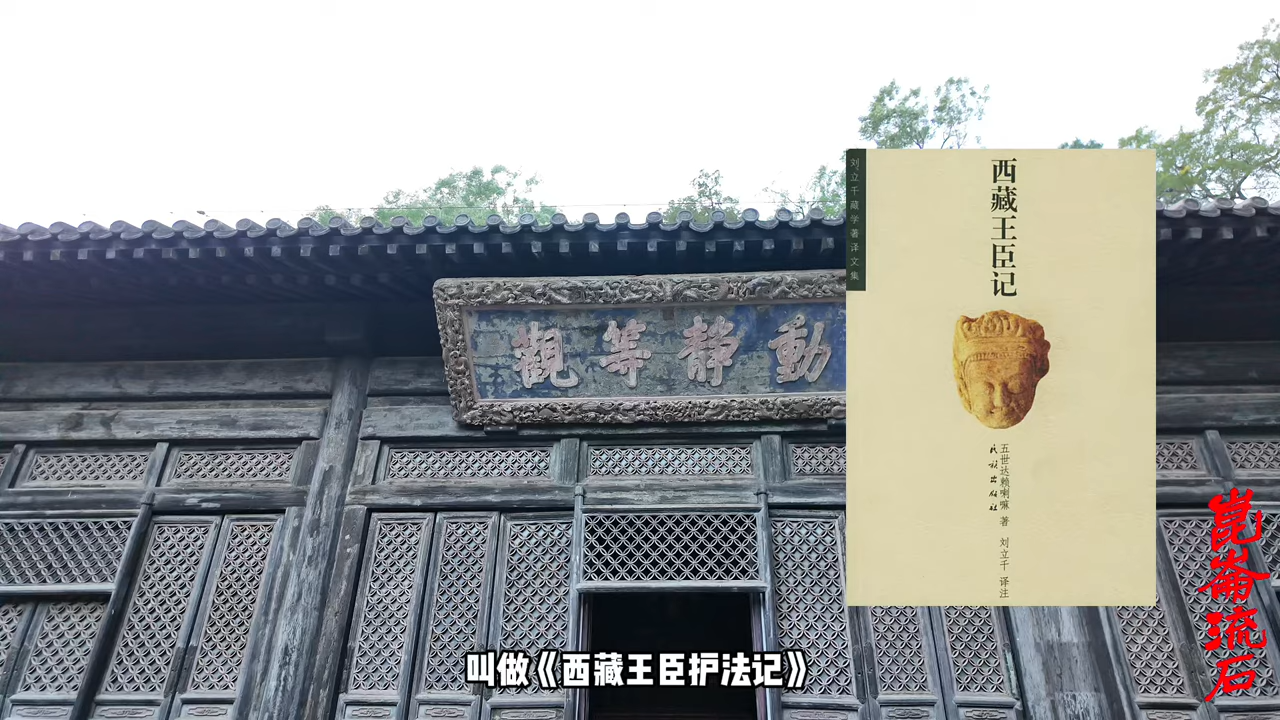 動静等觀
刘立千藏学著译文集
西藏王臣记
五世达赖喇嘛 著 刘立千 译注
民族出版社
崑崙流石
叫做《西藏王臣护法记》